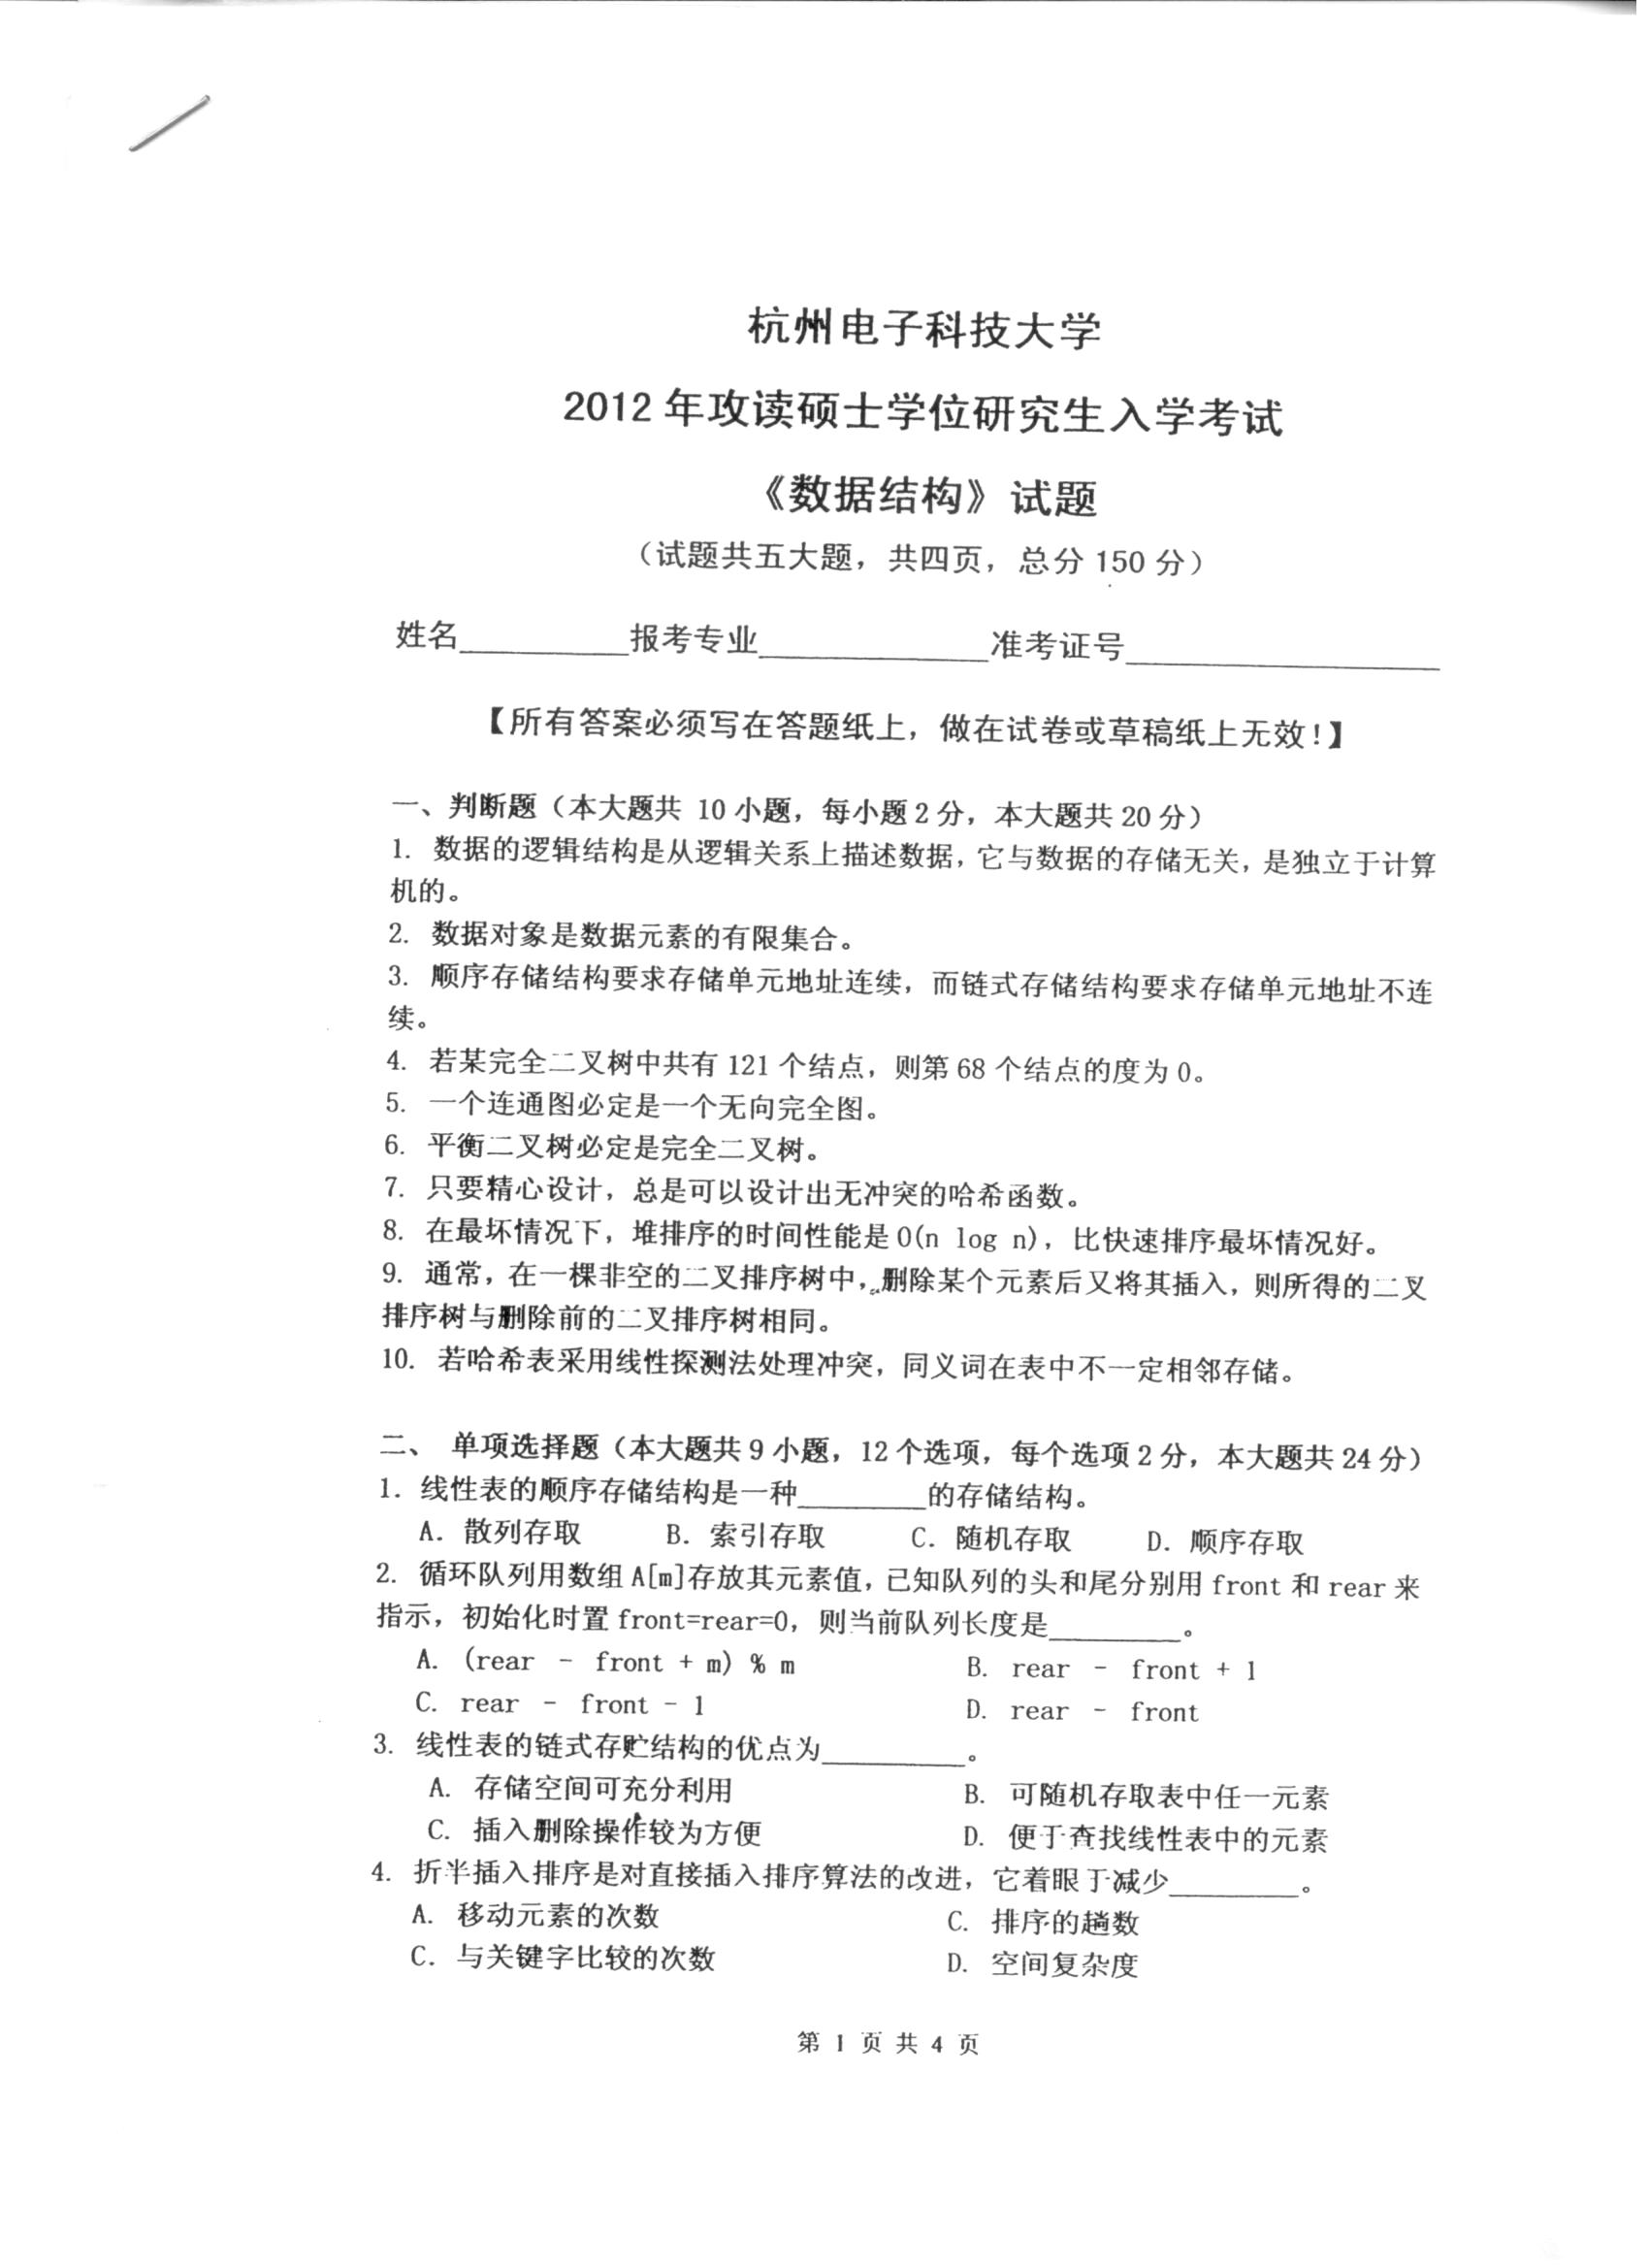 杭州电子科技大学
2012 年攻读硕士学位研究生入学考试
《数据结构》试题
（试题共五大题，共四页，总分 150 分）
姓名__________报考专业______________准考证号___________________
【所有答案必须写在答题纸上，做在试卷或草稿纸上无效！】
一、判断题（本大题共 10 小题，每小题 2 分，本大题共 20 分）
1. 数据的逻辑结构是从逻辑关系上描述数据，它与数据的存储无关，是独立于计算
机的。
2. 数据对象是数据元素的有限集合。
3. 顺序存储结构要求存储单元地址连续，而链式存储结构要求存储单元地址不连
续。
4. 若某完全二叉树中共有 121 个结点，则第 68 个结点的度为 0。
5. 一个连通图必定是一个无向完全图。
6. 平衡二叉树必定是完全二叉树。
7. 只要精心设计，总是可以设计出无冲突的哈希函数。
8. 在最坏情况下，堆排序的时间性能是 O(n log n)，比快速排序最坏情况好。
9. 通常，在一棵非空的二叉排序树中，删除某个元素后又将其插入，则所得的二叉
排序树与删除前的二叉排序树相同。
10. 若哈希表采用线性探测法处理冲突，同义词在表中不一定相邻存储。
二、 单项选择题（本大题共 9 小题，12 个选项，每个选项 2 分，本大题共 24 分）
1. 线性表的顺序存储结构是一种________的存储结构。
A. 散列存取 B. 索引存取 C. 随机存取 D. 顺序存取
2. 循环队列用数组 A[m]存放其元素值，已知队列的头和尾分别用 front 和 rear 来
指示，初始化时置 front=rear=0，则当前队列长度是________。
A. (rear - front + m) % m B. rear - front + 1
C. rear - front - 1 D. rear - front
3. 线性表的链式存贮结构的优点为_________。
A. 存储空间可充分利用 B. 可随机存取表中任一元素
C. 插入删除操作较为方便 D. 便于查找线性表中的元素
4. 折半插入排序是对直接插入排序算法的改进，它着眼于减少________。
A. 移动元素的次数 C. 排序的趟数
C. 与关键字比较的次数 D. 空间复杂度
第 1 页 共 4 页